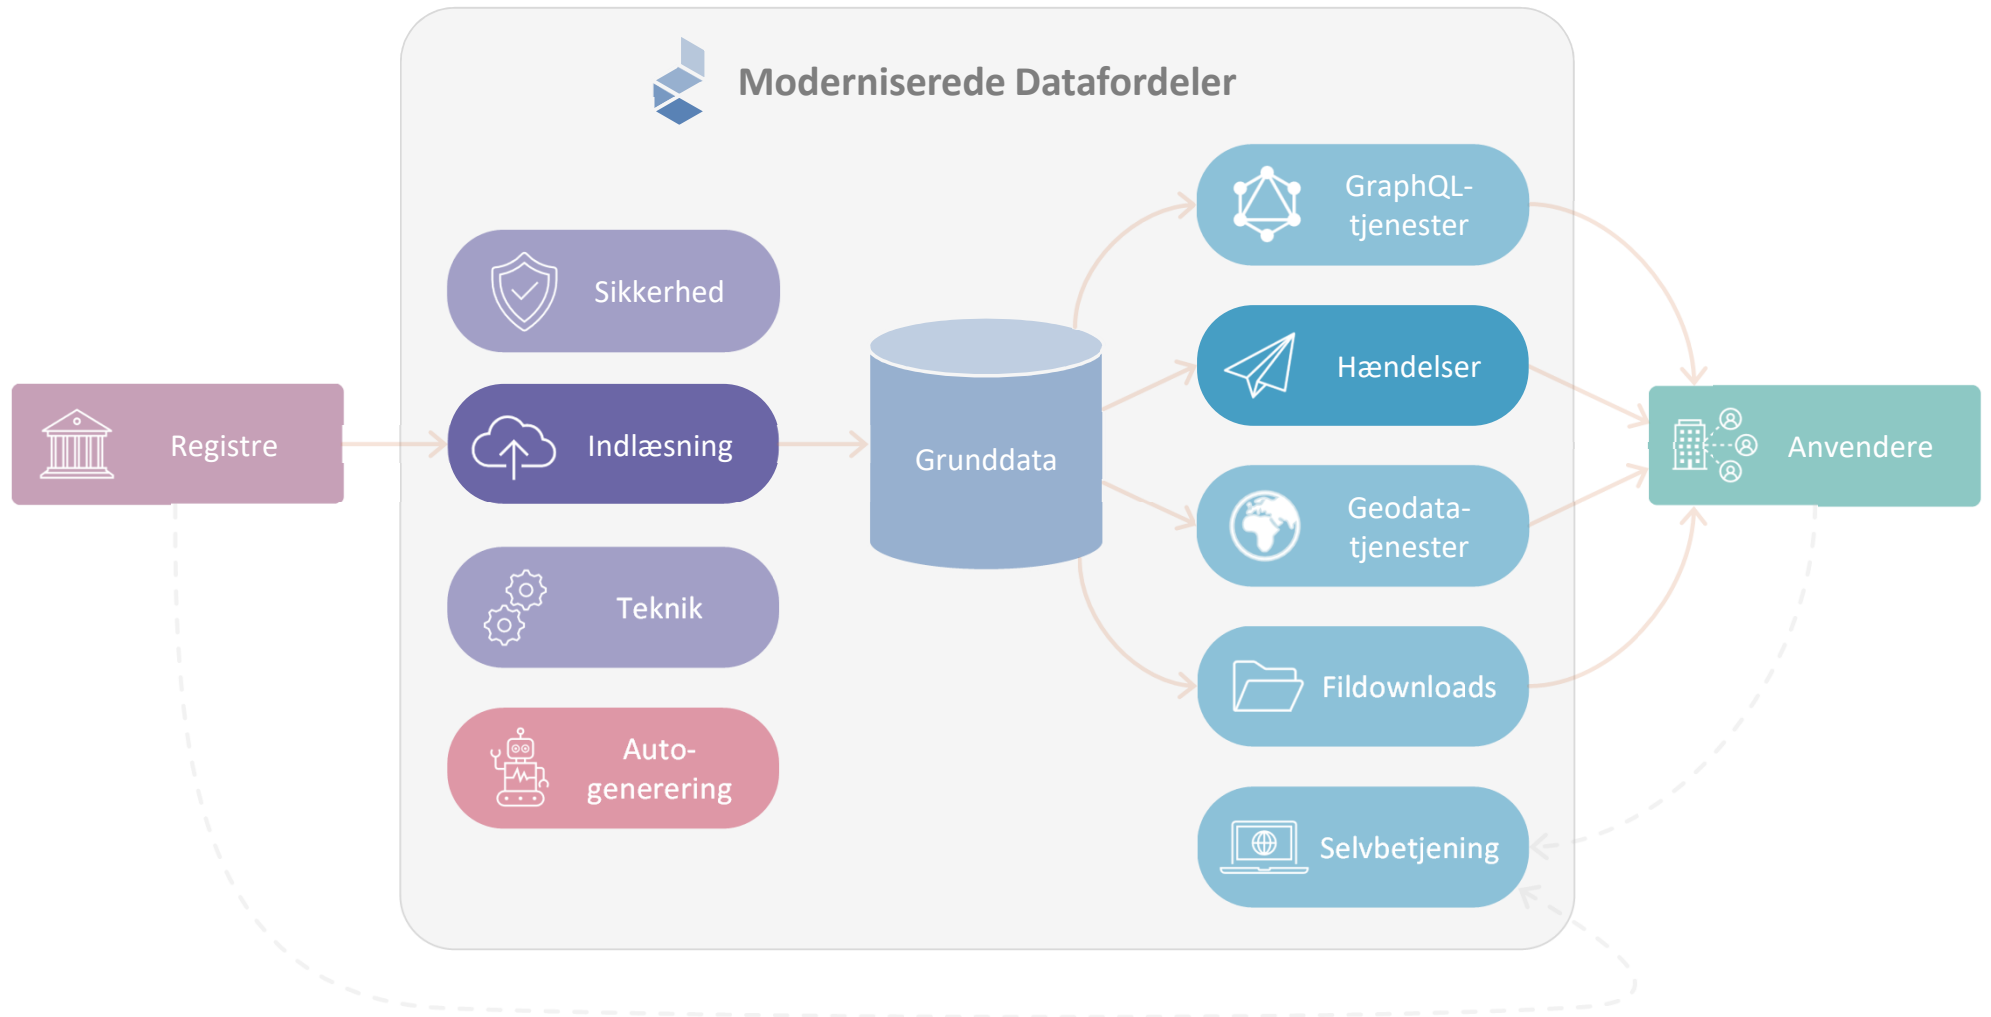 Moderniserede Datafordeler
Registre
Sikkerhed
Indlæsning
Teknik
Auto-
generering
Grunddata
GraphQL-
tjenester
Hændelser
Geodata-
tjenester
Fildownloads
Selvbetjening
Anvendere